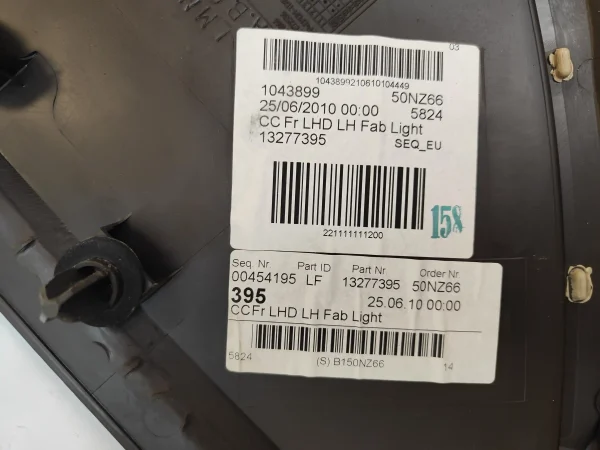 03
1043899210610104449
1043899 50NZ66
25/06/2010 00:00 5824
CC Fr LHD LH Fab Light
13277395 SEQ_EU
158
221111111200
Seq. Nr Part ID Part Nr Order Nr
00454195 LF 13277395 50NZ66
395 25.06.10 00:00
CCFr LHD LH Fab Light
5824 (S) B150NZ66 14